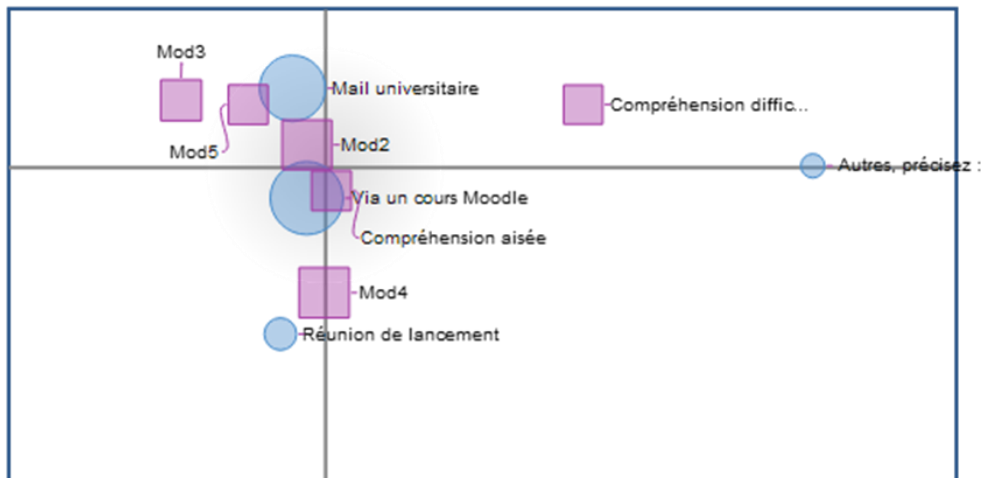 Mod3
Mail universitaire
Compréhension diffic...
Mod5
Mod2
Autres, précisez :
Via un cours Moodle
Compréhension aisée
Mod4
Réunion de lancement